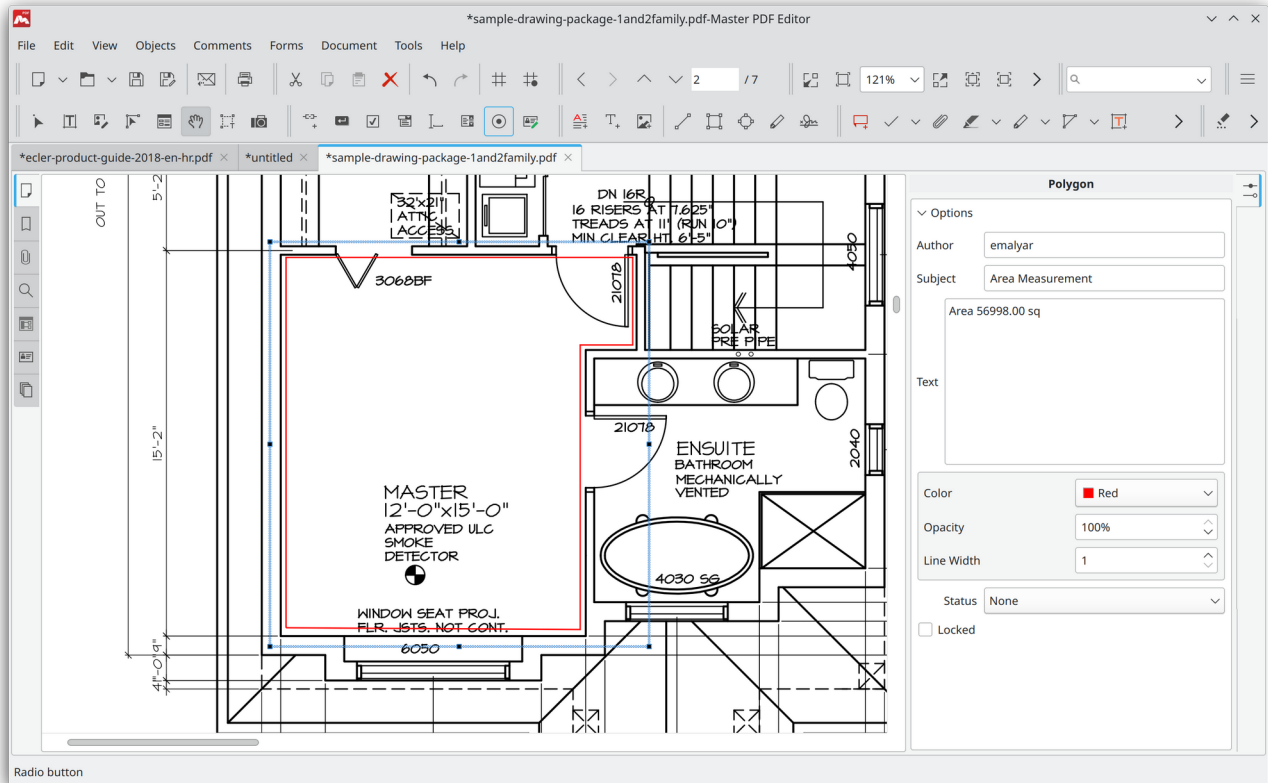 *sample-drawing-package-1and2family.pdf-Master PDF Editor
File Edit View Objects Comments Forms Document Tools Help
2 / 7 121%
*ecler-product-guide-2018-en-hr.pdf *untitled *sample-drawing-package-1and2family.pdf
OUT TO
5'-2
32"x21"
ATTIC
ACCESS
DN 16R
16 RISERS AT 7.625"
TREADS AT 11" (RUN 10")
MIN CLEAR HT. 6'-5"
4050
3068BF
21078
SOLAR
PRE PIPE
15'-2"
21078
2040
ENSUITE
BATHROOM
MECHANICALLY
VENTED
MASTER
12'-0"x15'-0"
APPROVED ULC
SMOKE
DETECTOR
4030 SG
WINDOW SEAT PROJ.
FLR. JSTS. NOT CONT.
6050
Polygon
Options
Author emalyar
Subject Area Measurement
Text Area 56998.00 sq
Color Red
Opacity 100%
Line Width 1
Status None
Locked
Radio button